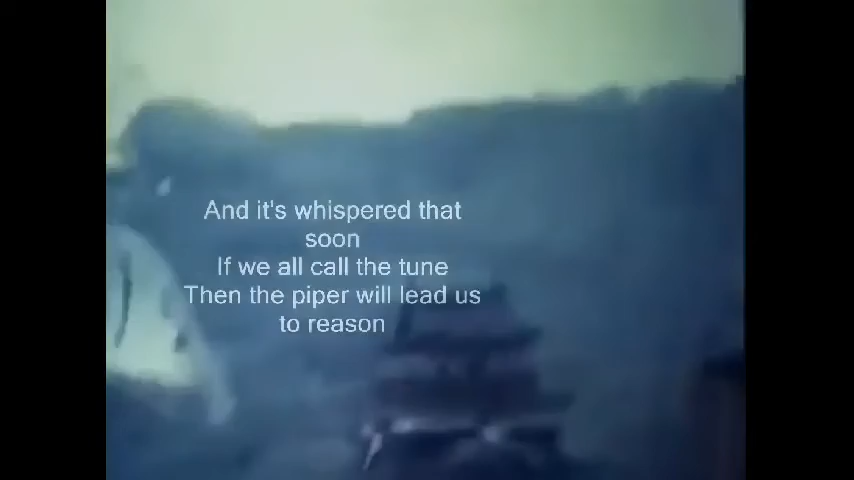 And it's whispered that
soon
If we all call the tune
Then the piper will lead us
to reason